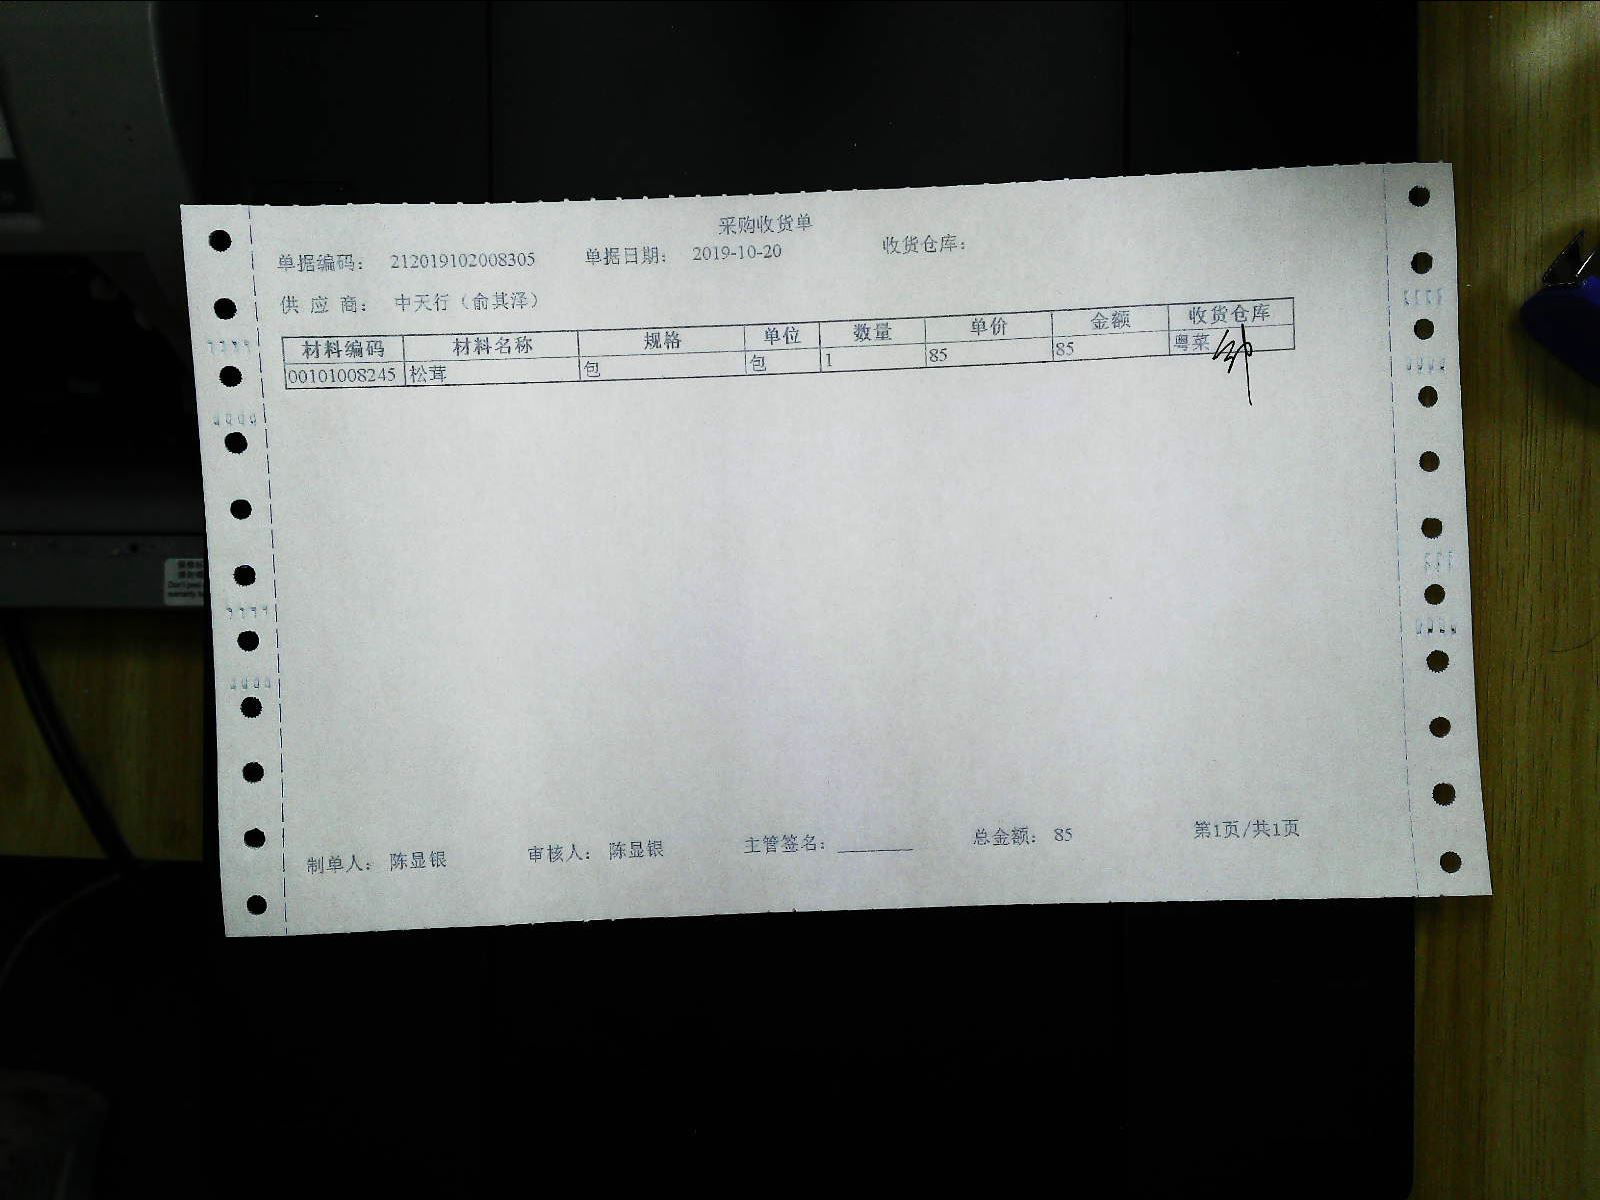 采购收货单
单据编码： 212019102008305 单据日期： 2019-10-20 收货仓库：
供 应 商： 中天行（俞其泽）
材料编码 材料名称 规格 单位 数量 单价 金额 收货仓库
00101008245 松茸 包 包 1 85 85 粤菜
制单人： 陈显银 审核人： 陈显银 主管签名：________ 总金额： 85 第1页/共1页